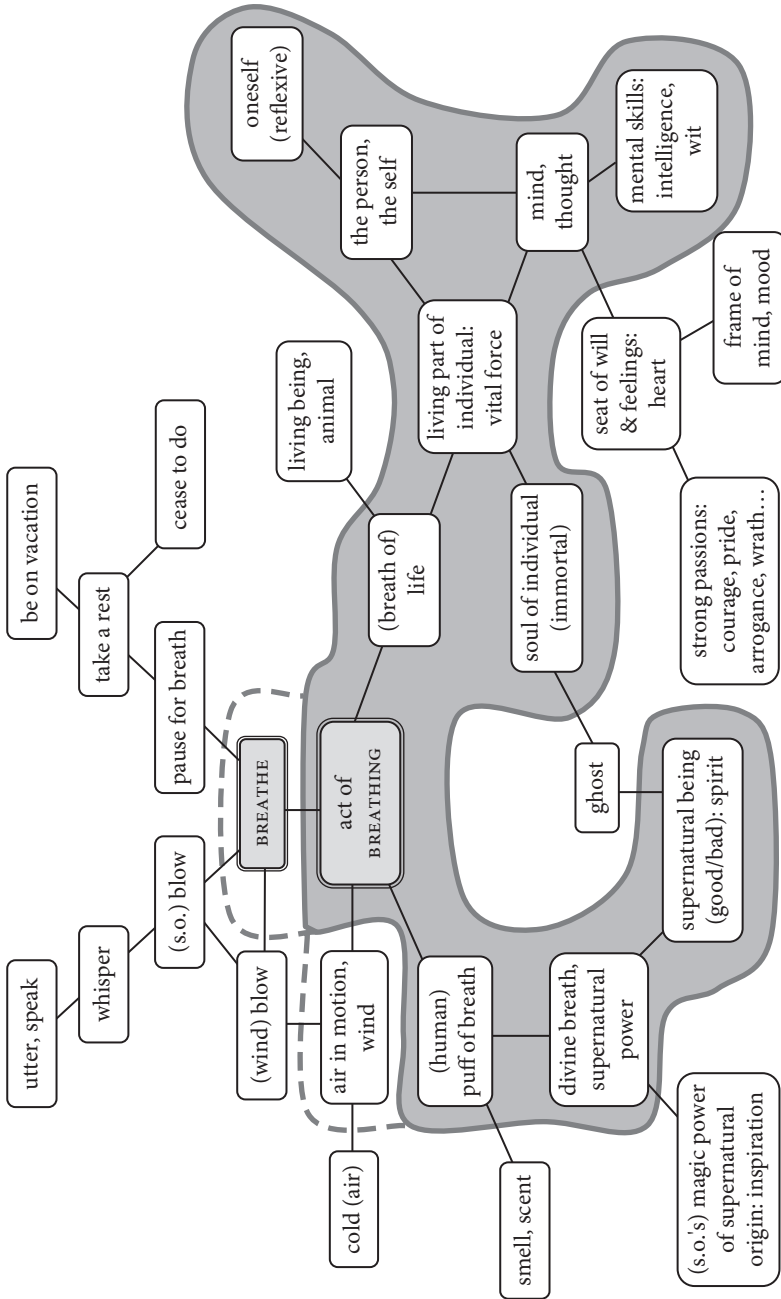 utter, speak
be on vacation
whisper
take a rest
(s.o.) blow
pause for breath
cease to do
(wind) blow
BREATHE
oneself
(reflexive)
living being,
animal
cold (air)
air in motion,
wind
act of
BREATHING
the person,
the self
(breath of)
life
(human)
puff of breath
living part of
individual:
vital force
smell, scent
soul of individual
(immortal)
mind,
thought
divine breath,
supernatural
power
ghost
seat of will
& feelings:
heart
mental skills:
intelligence,
wit
(s.o.'s) magic power
of supernatural
origin: inspiration
supernatural being
(good/bad): spirit
strong passions:
courage, pride,
arrogance, wrath…
frame of
mind, mood